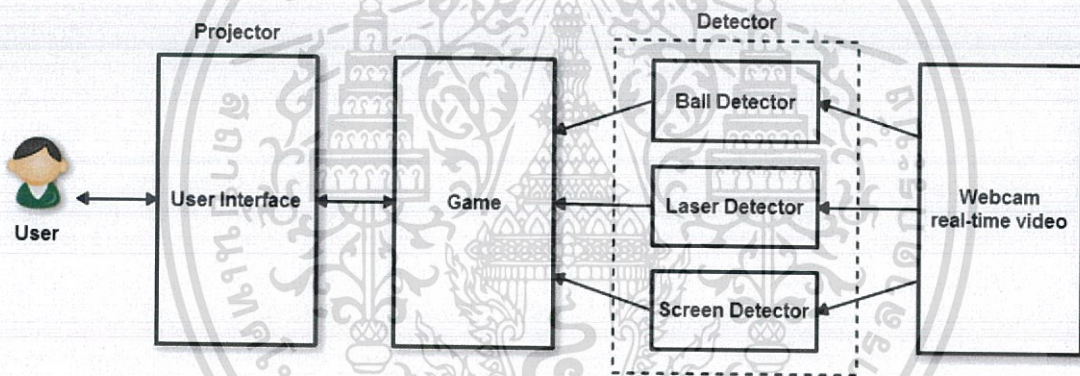 Projector
Detector
User
User Interface
Game
Ball Detector
Laser Detector
Screen Detector
Webcam
real-time video